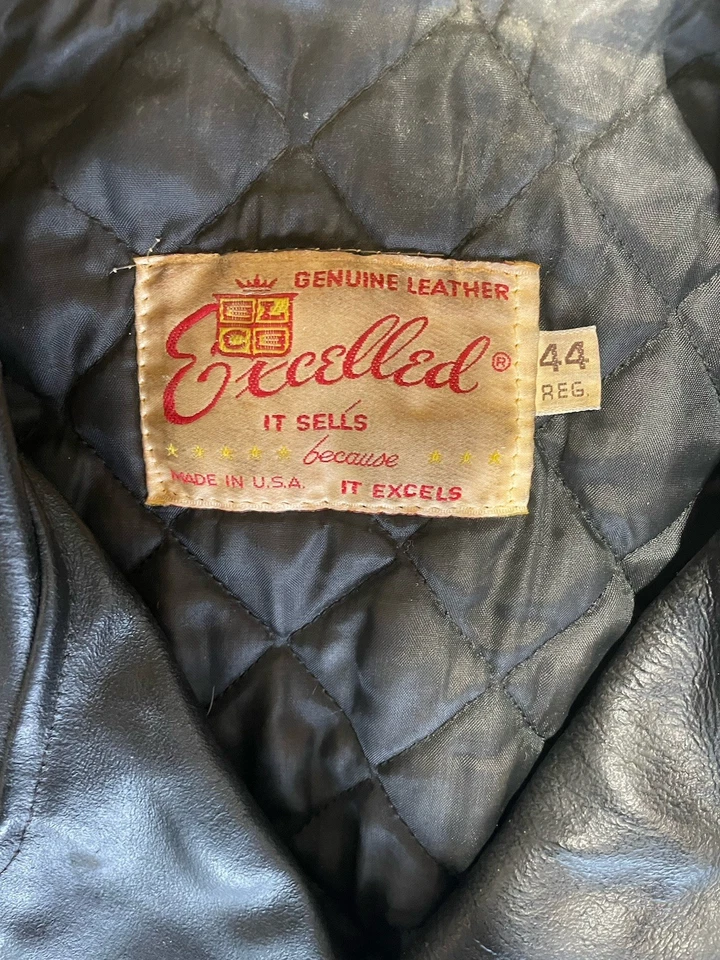 GENUINE LEATHER
Excelled ®
IT SELLS
because
MADE IN U.S.A. IT EXCELS
44
REG.